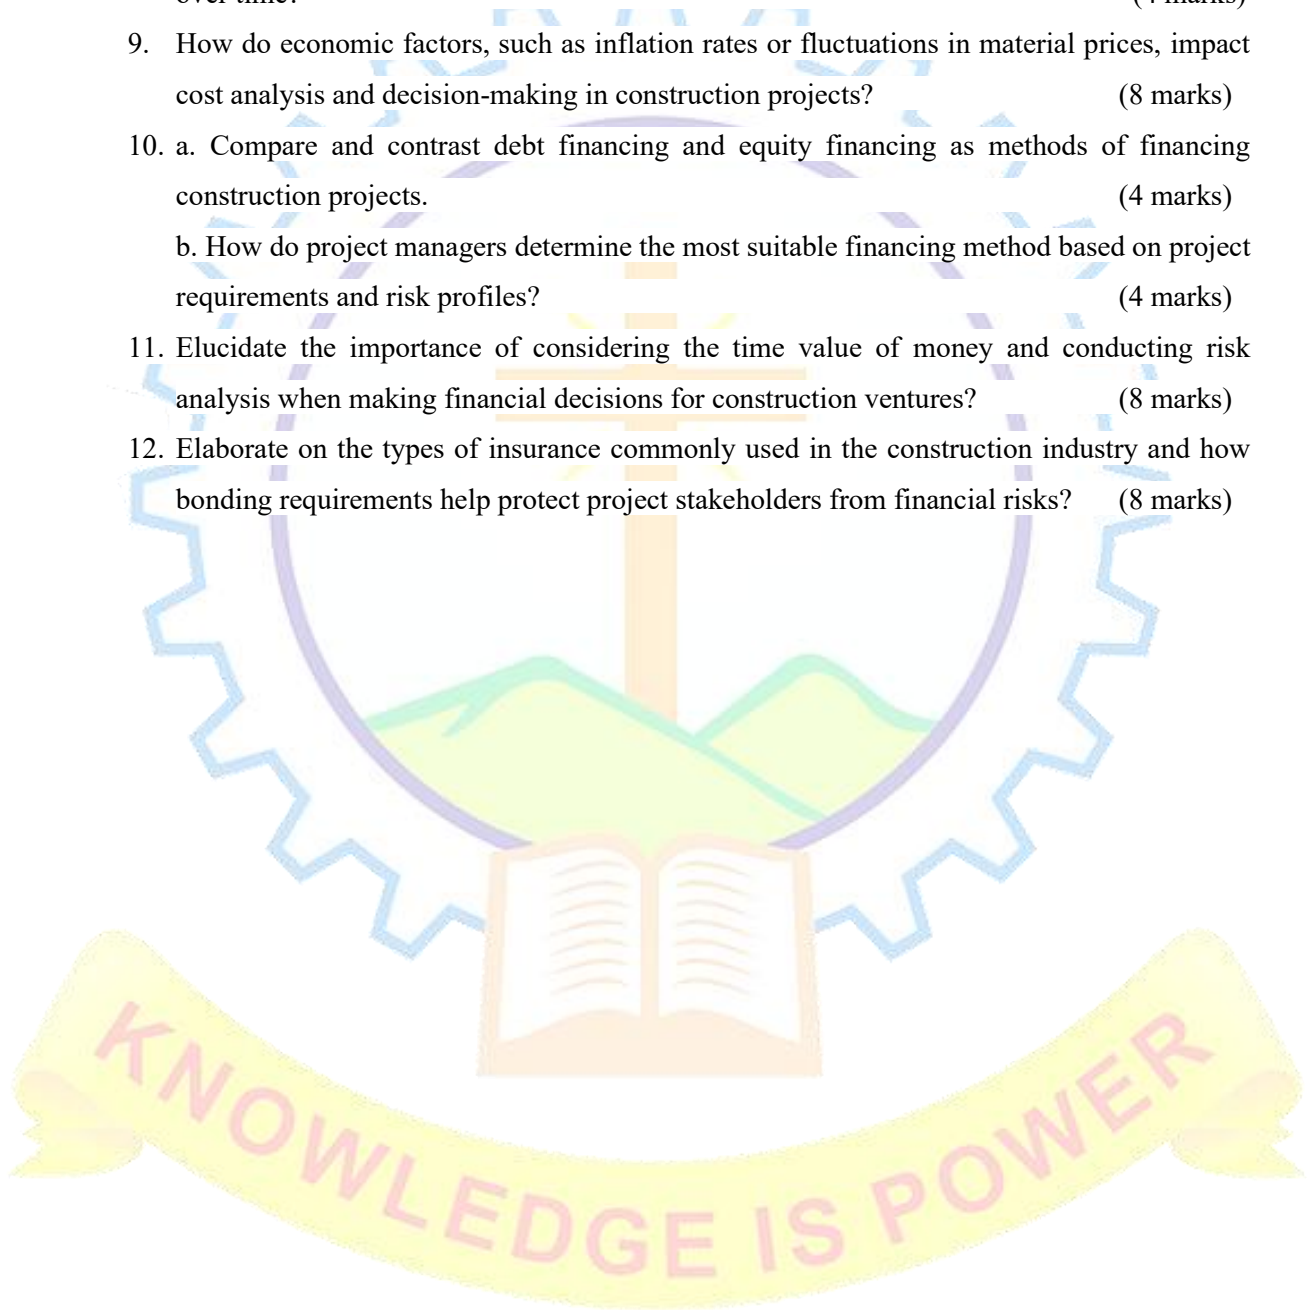 over time? (4 marks)
9. How do economic factors, such as inflation rates or fluctuations in material prices, impact
cost analysis and decision-making in construction projects? (8 marks)
10. a. Compare and contrast debt financing and equity financing as methods of financing
construction projects. (4 marks)
b. How do project managers determine the most suitable financing method based on project
requirements and risk profiles? (4 marks)
11. Elucidate the importance of considering the time value of money and conducting risk
analysis when making financial decisions for construction ventures? (8 marks)
12. Elaborate on the types of insurance commonly used in the construction industry and how
bonding requirements help protect project stakeholders from financial risks? (8 marks)
KNOWLEDGE IS POWER